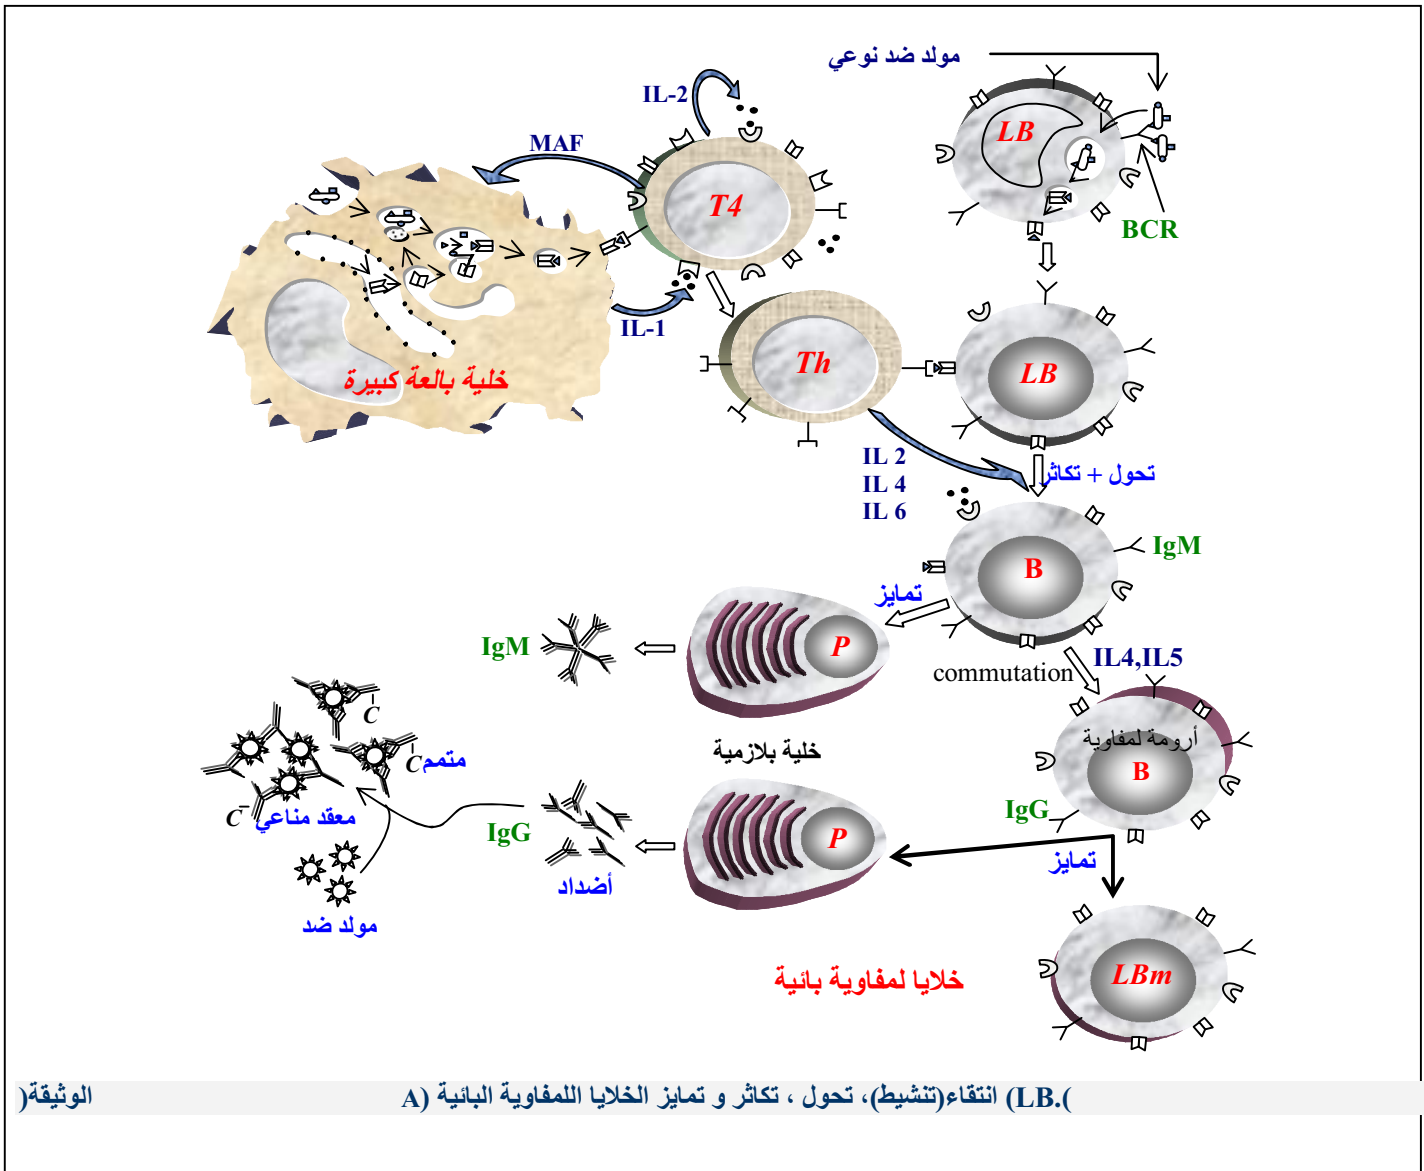 مولد ضد نوعي
IL-2
MAF
LB
T4
BCR
IL-1
Th
LB
خلية بالعة كبيرة
IL 2
IL 4
IL 6
تحول + تكاثر
IgM
B
تمايز
P
IgM
commutation
IL4,IL5
C
متمم
C
خلية بلازمية
أرومة لمفاوية
B
C
معقد مناعي
IgG
P
IgG
تمايز
أضداد
مولد ضد
خلايا لمفاوية بائية
LBm
الوثيقة( A) انتقاء(تنشيط)، تحول ، تكاثر و تمايز الخلايا اللمفاوية البائية (LB.(